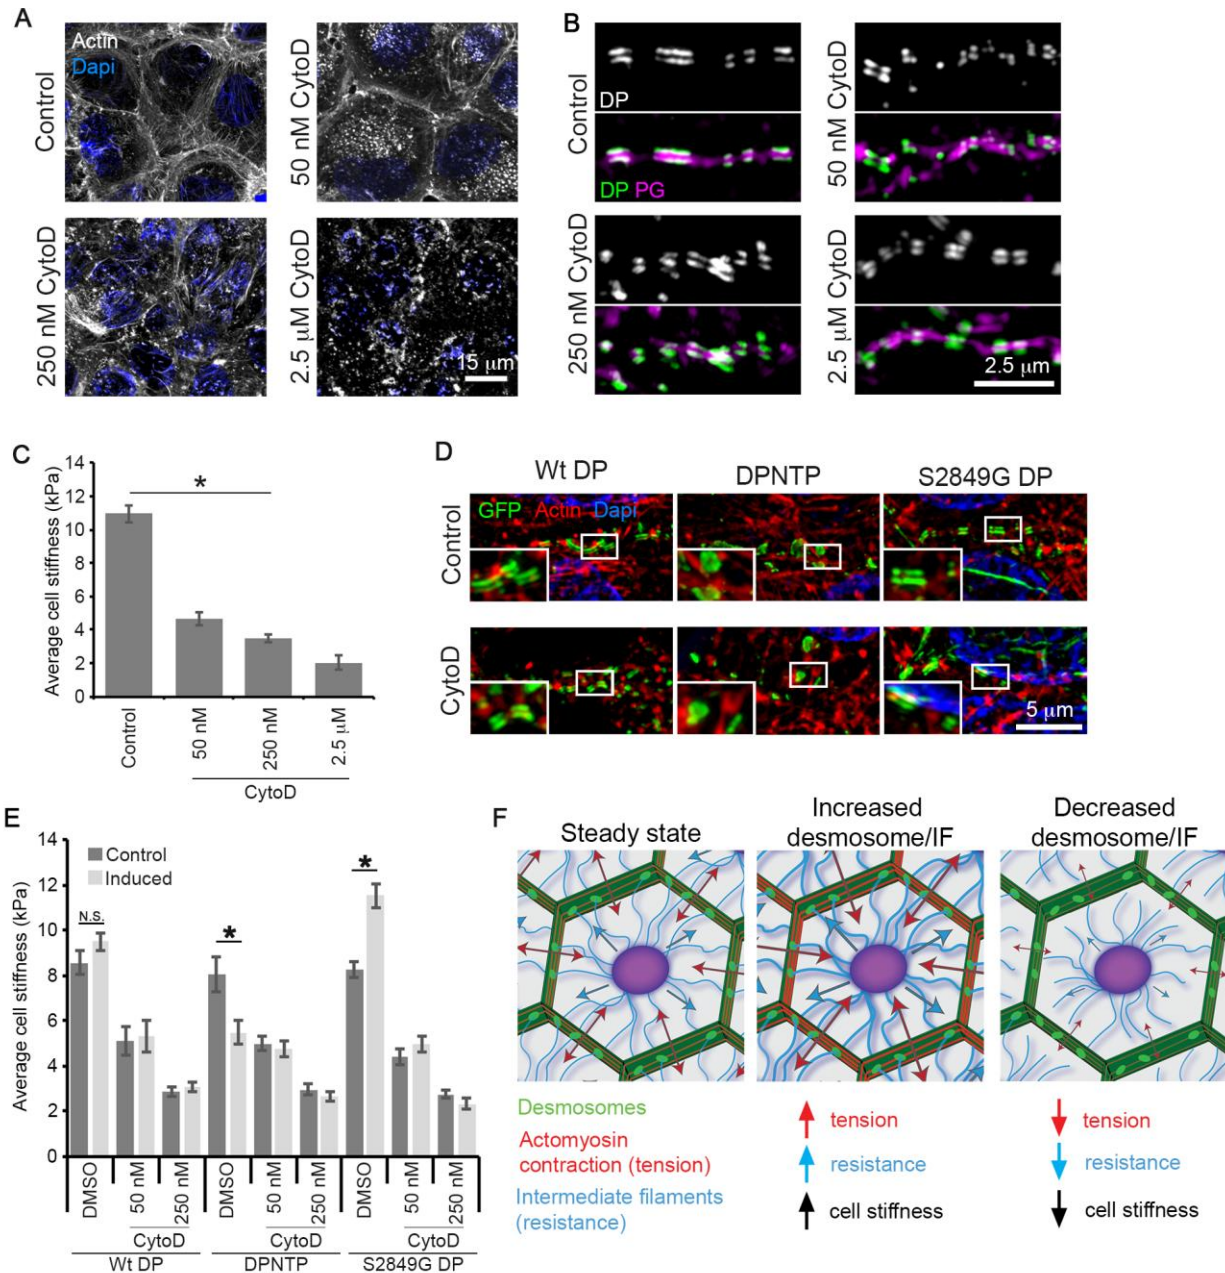 A
Actin
Dapi
Control
50 nM CytoD
250 nM CytoD
2.5 µM CytoD
15 µm
B
DP
DP PG
Control
50 nM CytoD
250 nM CytoD
2.5 µM CytoD
2.5 µm
C
Average cell stiffness (kPa)
14
12
10
8
6
4
2
0
*
Control
50 nM
250 nM
2.5 µM
CytoD
D
Wt DP
DPNTP
S2849G DP
GFP Actin Dapi
Control
CytoD
5 µm
E
Average cell stiffness (kPa)
14
12
10
8
6
4
2
0
Control
Induced
N.S.
*
*
DMSO
50 nM
250 nM
DMSO
50 nM
250 nM
DMSO
50 nM
250 nM
CytoD
CytoD
CytoD
Wt DP
DPNTP
S2849G DP
F
Steady state
Increased
desmosome/IF
Decreased
desmosome/IF
Desmosomes
Actomyosin
contraction (tension)
Intermediate filaments
(resistance)
tension
resistance
cell stiffness
tension
resistance
cell stiffness